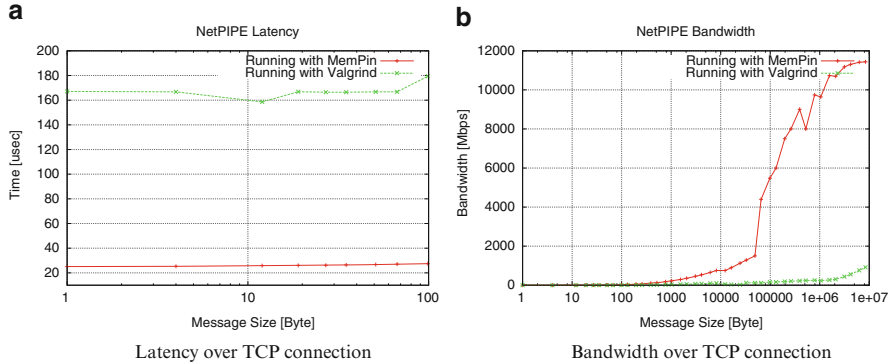 a
NetPIPE Latency
200
180
160
140
120
100
80
60
40
20
Time [usec]
Running with MemPin
Running with Valgrind
1
10
100
Message Size [Byte]
Latency over TCP connection
b
NetPIPE Bandwidth
12000
10000
8000
6000
4000
2000
0
Bandwidth [Mbps]
Running with MemPin
Running with Valgrind
1
10
100
1000
10000
100000
1e+06
1e+07
Message Size [Byte]
Bandwidth over TCP connection